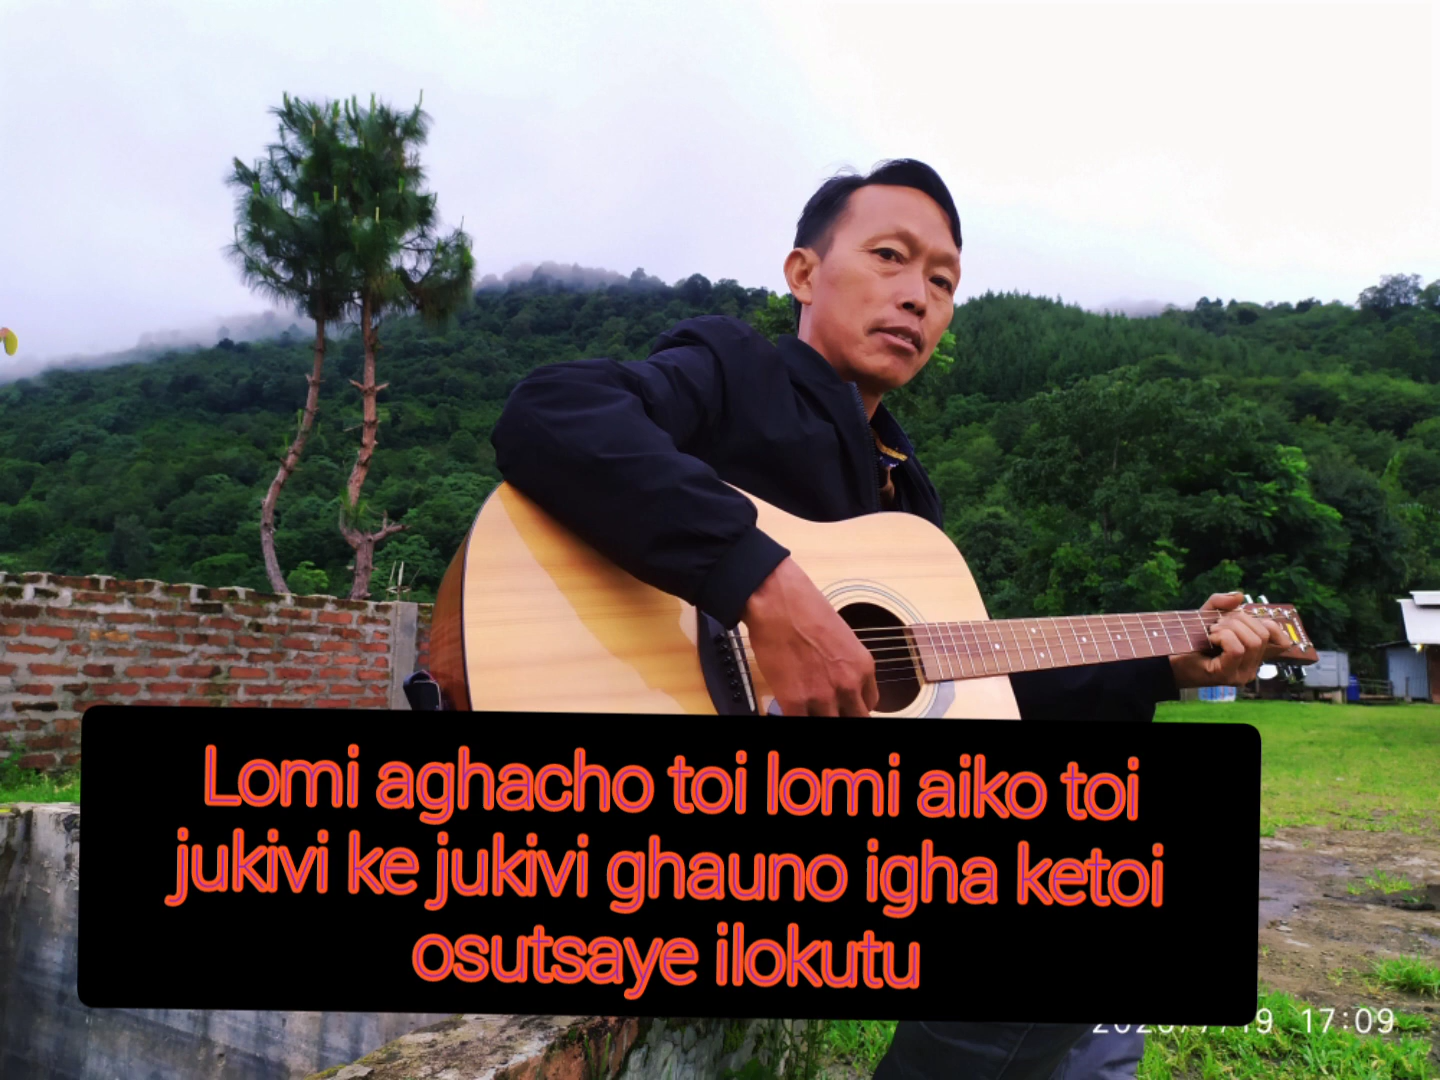 Lomi aghacho toi lomi aiko toi
jukivi ke jukivi ghauno igha ketoi
osutsaye ilokutu
17:09